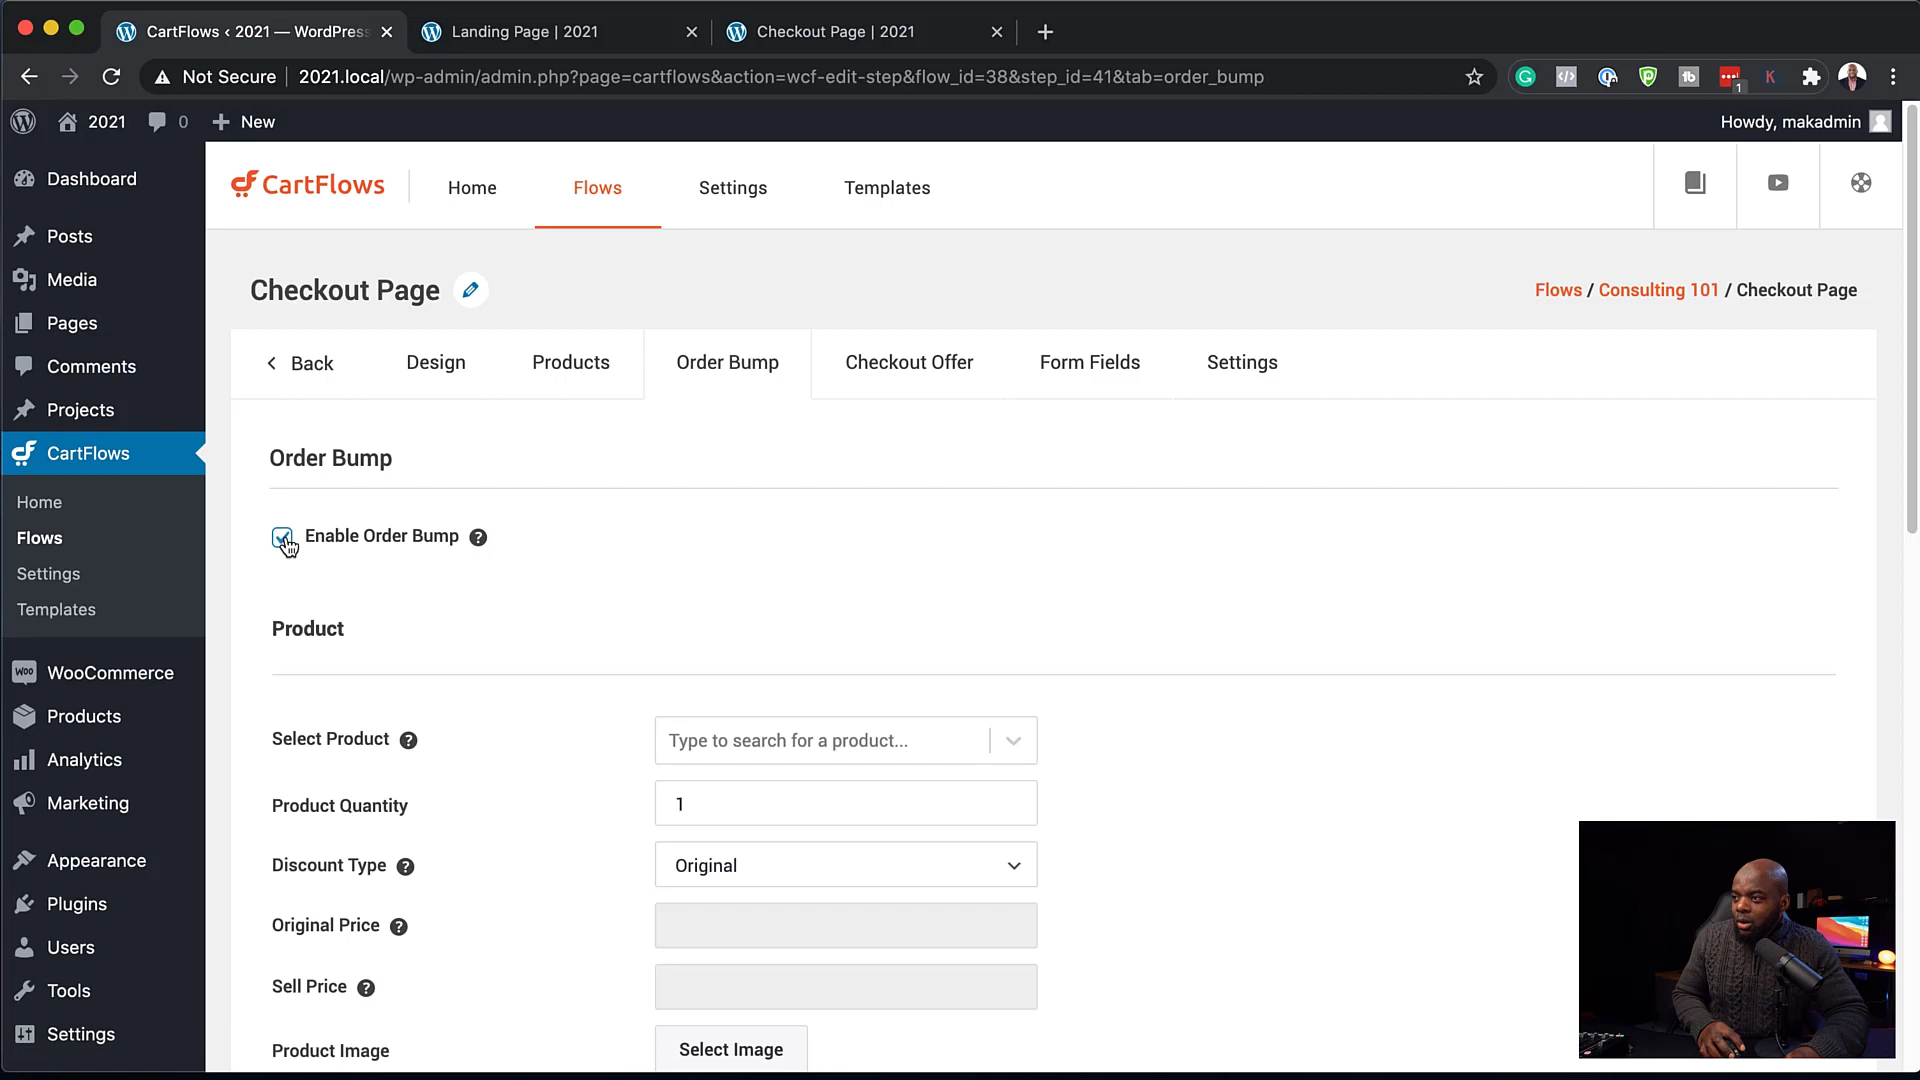 CartFlows ‹ 2021 — WordPress
Landing Page | 2021
Checkout Page | 2021
Not Secure
2021.local/wp-admin/admin.php?page=cartflows&action=wcf-edit-step&flow_id=38&step_id=41&tab=order_bump
1
2021
0
New
Howdy, makadmin
Dashboard
Posts
Media
Pages
Comments
Projects
CartFlows
Home
Flows
Settings
Templates
WooCommerce
Products
Analytics
Marketing
Appearance
Plugins
Users
Tools
Settings
CartFlows
Home
Flows
Settings
Templates
Checkout Page
Flows / Consulting 101 / Checkout Page
Back
Design
Products
Order Bump
Checkout Offer
Form Fields
Settings
Order Bump
Enable Order Bump ?
Product
Select Product ?
Type to search for a product...
Product Quantity
1
Discount Type ?
Original
Original Price ?
Sell Price ?
Product Image
Select Image